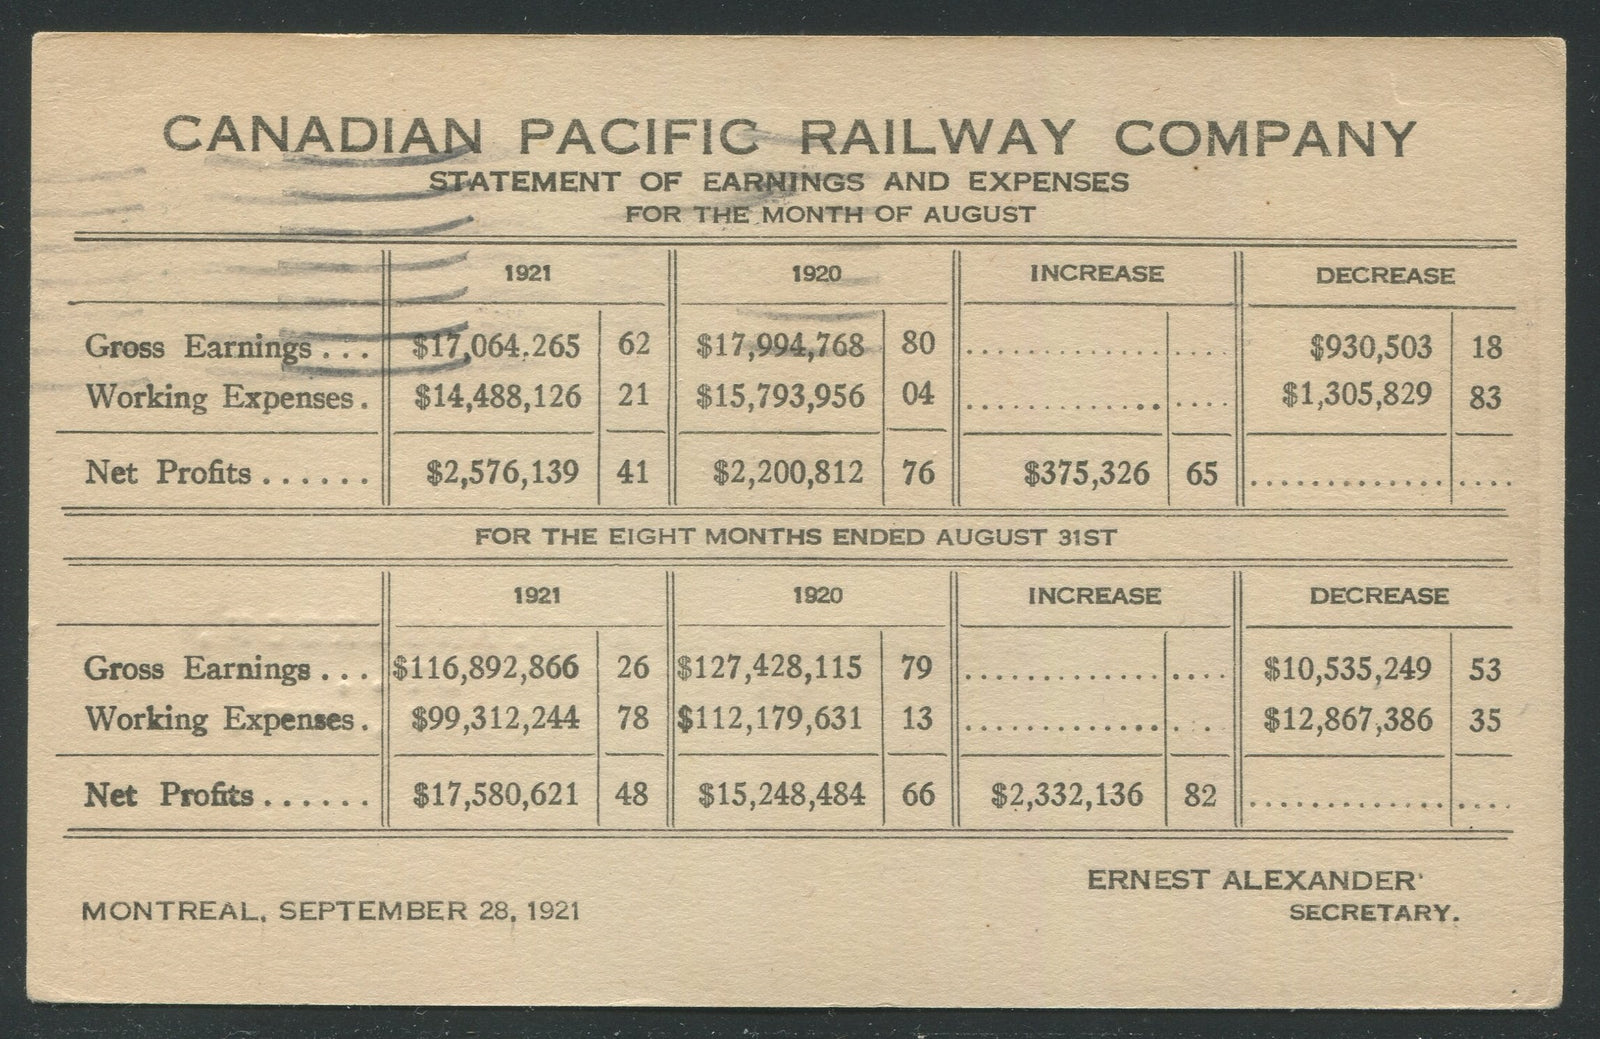 CANADIAN PACIFIC RAILWAY COMPANY
STATEMENT OF EARNINGS AND EXPENSES
FOR THE MONTH OF AUGUST
1921 1920 INCREASE DECREASE
Gross Earnings... $17,064.265 62 $17,994,768 80 $930,503 18
Working Expenses. $14,488,126 21 $15,793,956 04 $1,305,829 83
Net Profits...... $2,576,139 41 $2,200,812 76 $375,326 65
FOR THE EIGHT MONTHS ENDED AUGUST 31ST
1921 1920 INCREASE DECREASE
Gross Earnings... $116,892,866 26 $127,428,115 79 $10,535,249 53
Working Expenses. $99,312,244 78 $112,179,631 13 $12,867,386 35
Net Profits...... $17,580,621 48 $15,248,484 66 $2,332,136 82
ERNEST ALEXANDER
MONTREAL, SEPTEMBER 28, 1921 SECRETARY.